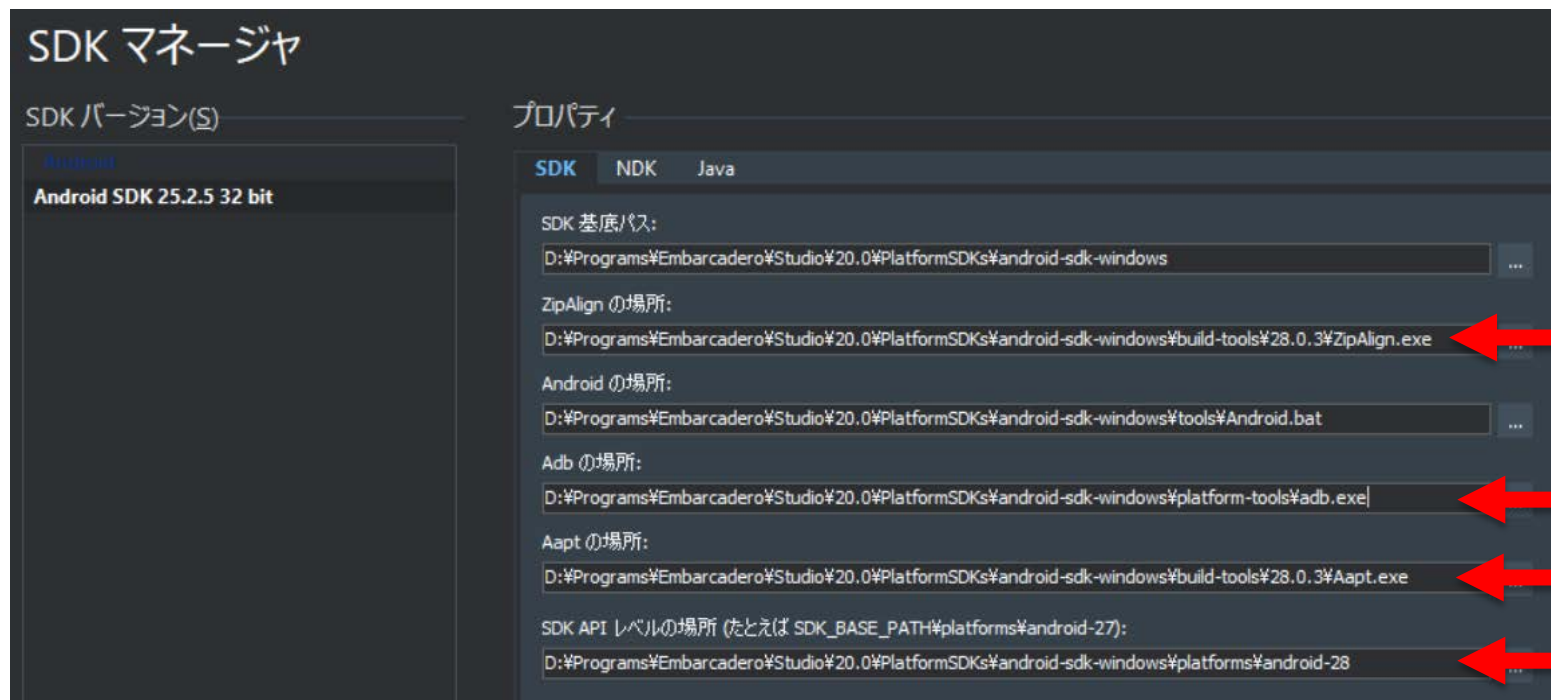 SDK マネージャ
SDK バージョン(S)
Android
Android SDK 25.2.5 32 bit
プロパティ
SDK NDK Java
SDK 基底パス:
D:¥Programs¥Embarcadero¥Studio¥20.0¥PlatformSDKs¥android-sdk-windows
...
ZipAlign の場所:
D:¥Programs¥Embarcadero¥Studio¥20.0¥PlatformSDKs¥android-sdk-windows¥build-tools¥28.0.3¥ZipAlign.exe
...
Android の場所:
D:¥Programs¥Embarcadero¥Studio¥20.0¥PlatformSDKs¥android-sdk-windows¥tools¥Android.bat
...
Adb の場所:
D:¥Programs¥Embarcadero¥Studio¥20.0¥PlatformSDKs¥android-sdk-windows¥platform-tools¥adb.exe
Aapt の場所:
D:¥Programs¥Embarcadero¥Studio¥20.0¥PlatformSDKs¥android-sdk-windows¥build-tools¥28.0.3¥Aapt.exe
SDK API レベルの場所 (たとえば SDK_BASE_PATH¥platforms¥android-27):
D:¥Programs¥Embarcadero¥Studio¥20.0¥PlatformSDKs¥android-sdk-windows¥platforms¥android-28
...